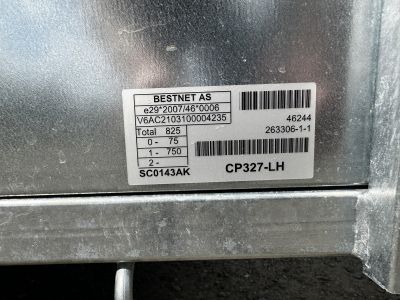 BESTNET AS
e29*2007/46*0006
V6AC2103100004235
Total 825
0- 75
1- 750
2-
SC0143AK
46244
263306-1-1
CP327-LH